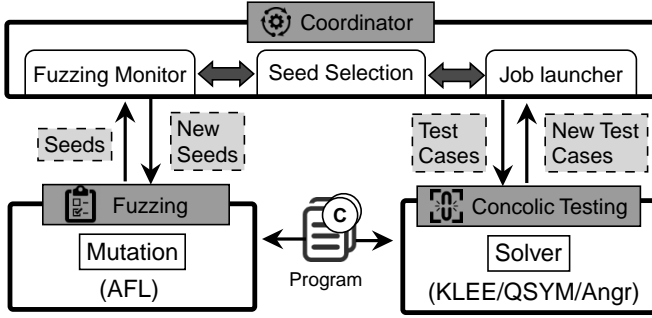 Coordinator
Fuzzing Monitor
Seed Selection
Job launcher
Seeds
New
Seeds
Test
Cases
New Test
Cases
Fuzzing
Concolic Testing
C
Mutation
(AFL)
Program
Solver
(KLEE/QSYM/Angr)